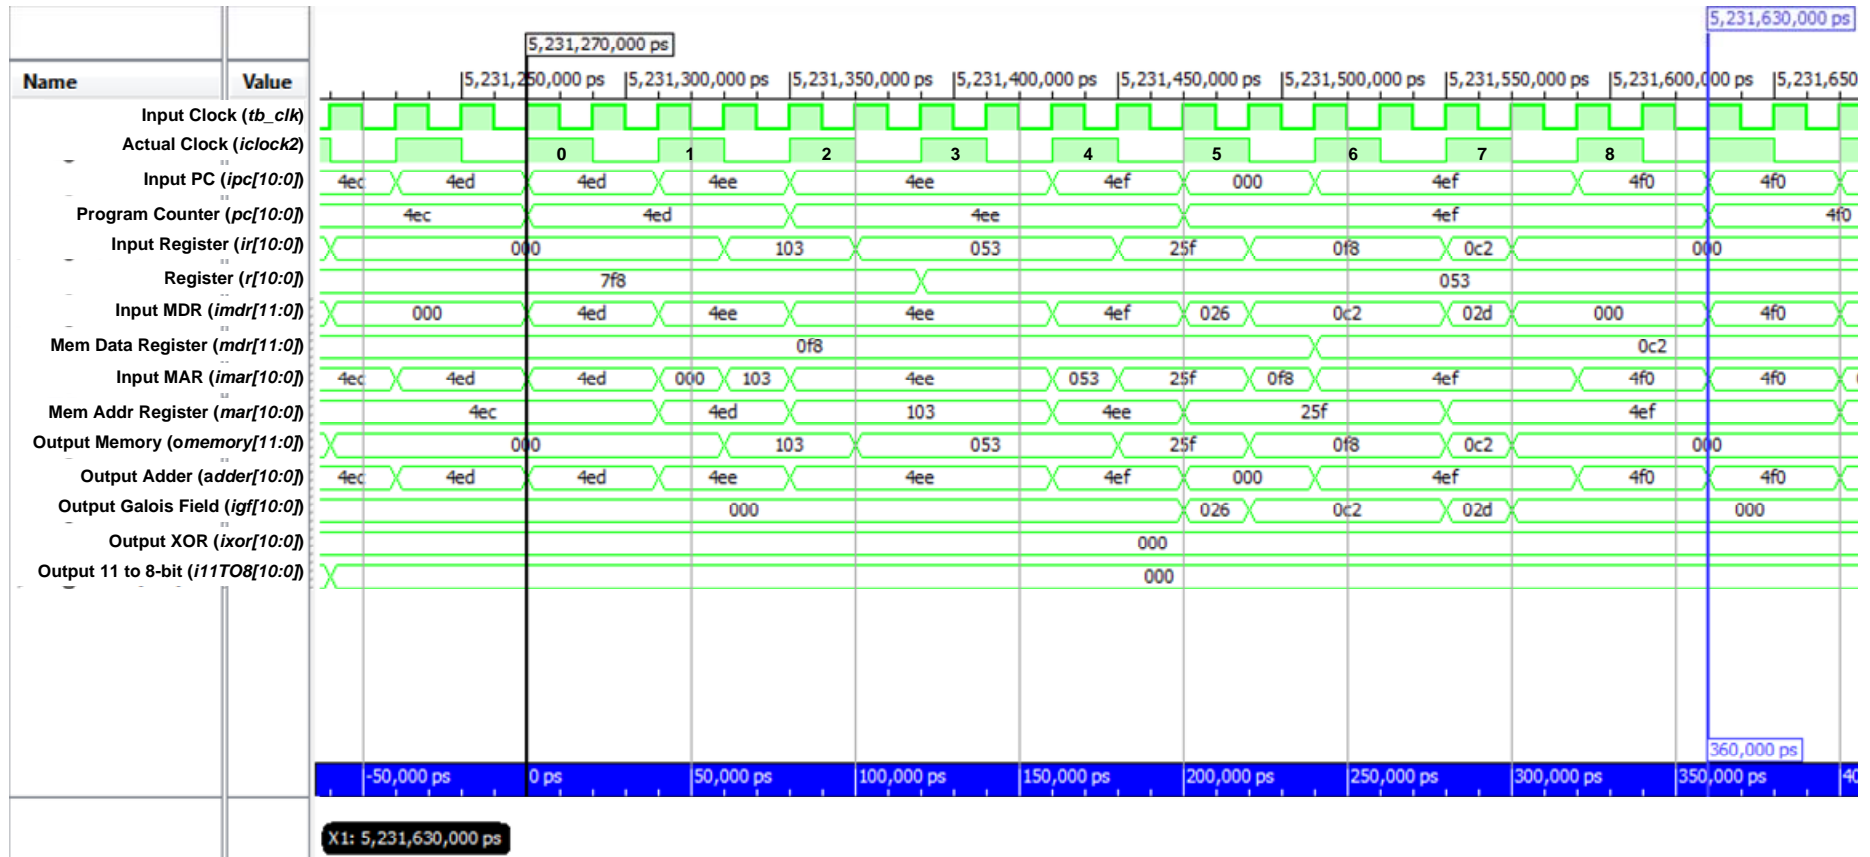 5,231,630,000 ps
5,231,270,000 ps
Name Value
5,231,250,000 ps 5,231,300,000 ps 5,231,350,000 ps 5,231,400,000 ps 5,231,450,000 ps 5,231,500,000 ps 5,231,550,000 ps 5,231,600,000 ps 5,231,650
Input Clock (tb_clk)
Actual Clock (iclock2) 0 1 2 3 4 5 6 7 8
Input PC (ipc[10:0]) 4ec 4ed 4ed 4ee 4ee 4ef 000 4ef 4f0 4f0
Program Counter (pc[10:0]) 4ec 4ed 4ee 4ef 4f0
Input Register (ir[10:0]) 000 103 053 25f 0f8 0c2 000
Register (r[10:0]) 7f8 053
Input MDR (imdr[11:0]) 000 4ed 4ee 4ee 4ef 026 0c2 02d 000 4f0
Mem Data Register (mdr[11:0]) 0f8 0c2
Input MAR (imar[10:0]) 4ec 4ed 4ed 000 103 4ee 053 25f 0f8 4ef 4f0 4f0
Mem Addr Register (mar[10:0]) 4ec 4ed 103 4ee 25f 4ef
Output Memory (omemory[11:0]) 000 103 053 25f 0f8 0c2 000
Output Adder (adder[10:0]) 4ec 4ed 4ed 4ee 4ee 4ef 000 4ef 4f0 4f0
Output Galois Field (igf[10:0]) 000 026 0c2 02d 000
Output XOR (ixor[10:0]) 000
Output 11 to 8-bit (i11TO8[10:0]) 000
360,000 ps
-50,000 ps 0 ps 50,000 ps 100,000 ps 150,000 ps 200,000 ps 250,000 ps 300,000 ps 350,000 ps 40
X1: 5,231,630,000 ps